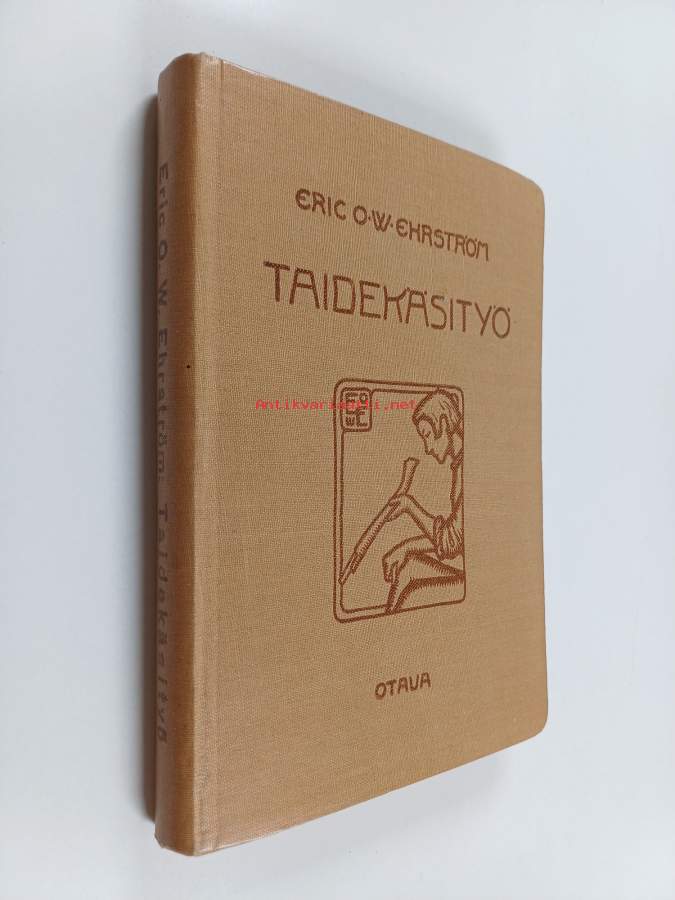 Eric O. W. Ehrström: Taidekäsityö
ERIC O·W·EHRSTRÖM
TAIDEKÄSITYÖ
Antikvariaatti.net
OTAVA